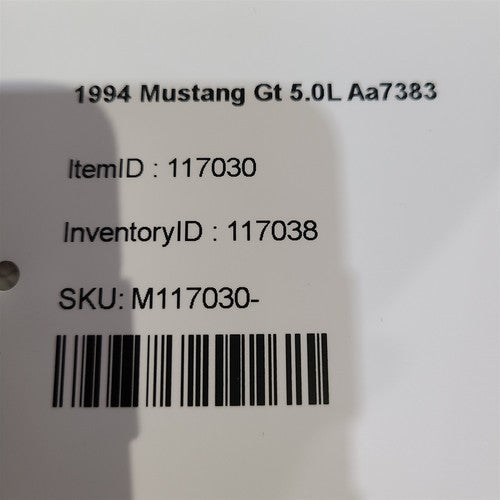 1994 Mustang Gt 5.0L Aa7383
ItemID : 117030
InventoryID : 117038
SKU: M117030-